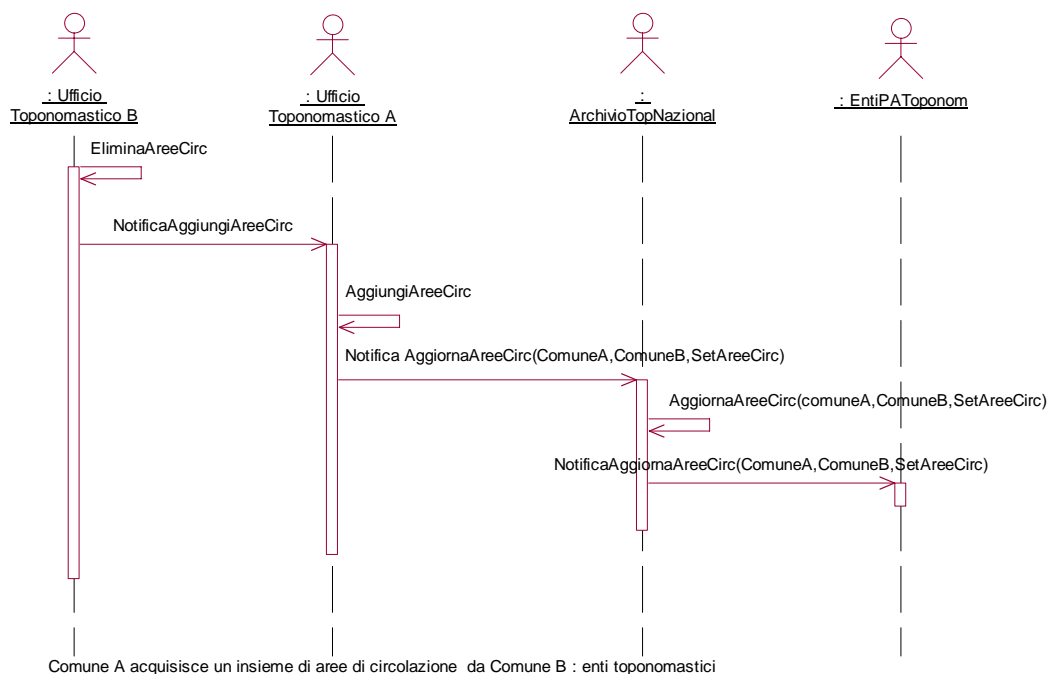 : Ufficio
Toponomastico B
: Ufficio
Toponomastico A
:
ArchivioTopNazional
: EntiPAToponom
EliminaAreeCirc
NotificaAggiungiAreeCirc
AggiungiAreeCirc
Notifica AggiornaAreeCirc(ComuneA,ComuneB,SetAreeCirc)
AggiornaAreeCirc(comuneA,ComuneB,SetAreeCirc)
NotificaAggiornaAreeCirc(ComuneA,ComuneB,SetAreeCirc)
Comune A acquisisce un insieme di aree di circolazione da Comune B : enti toponomastici